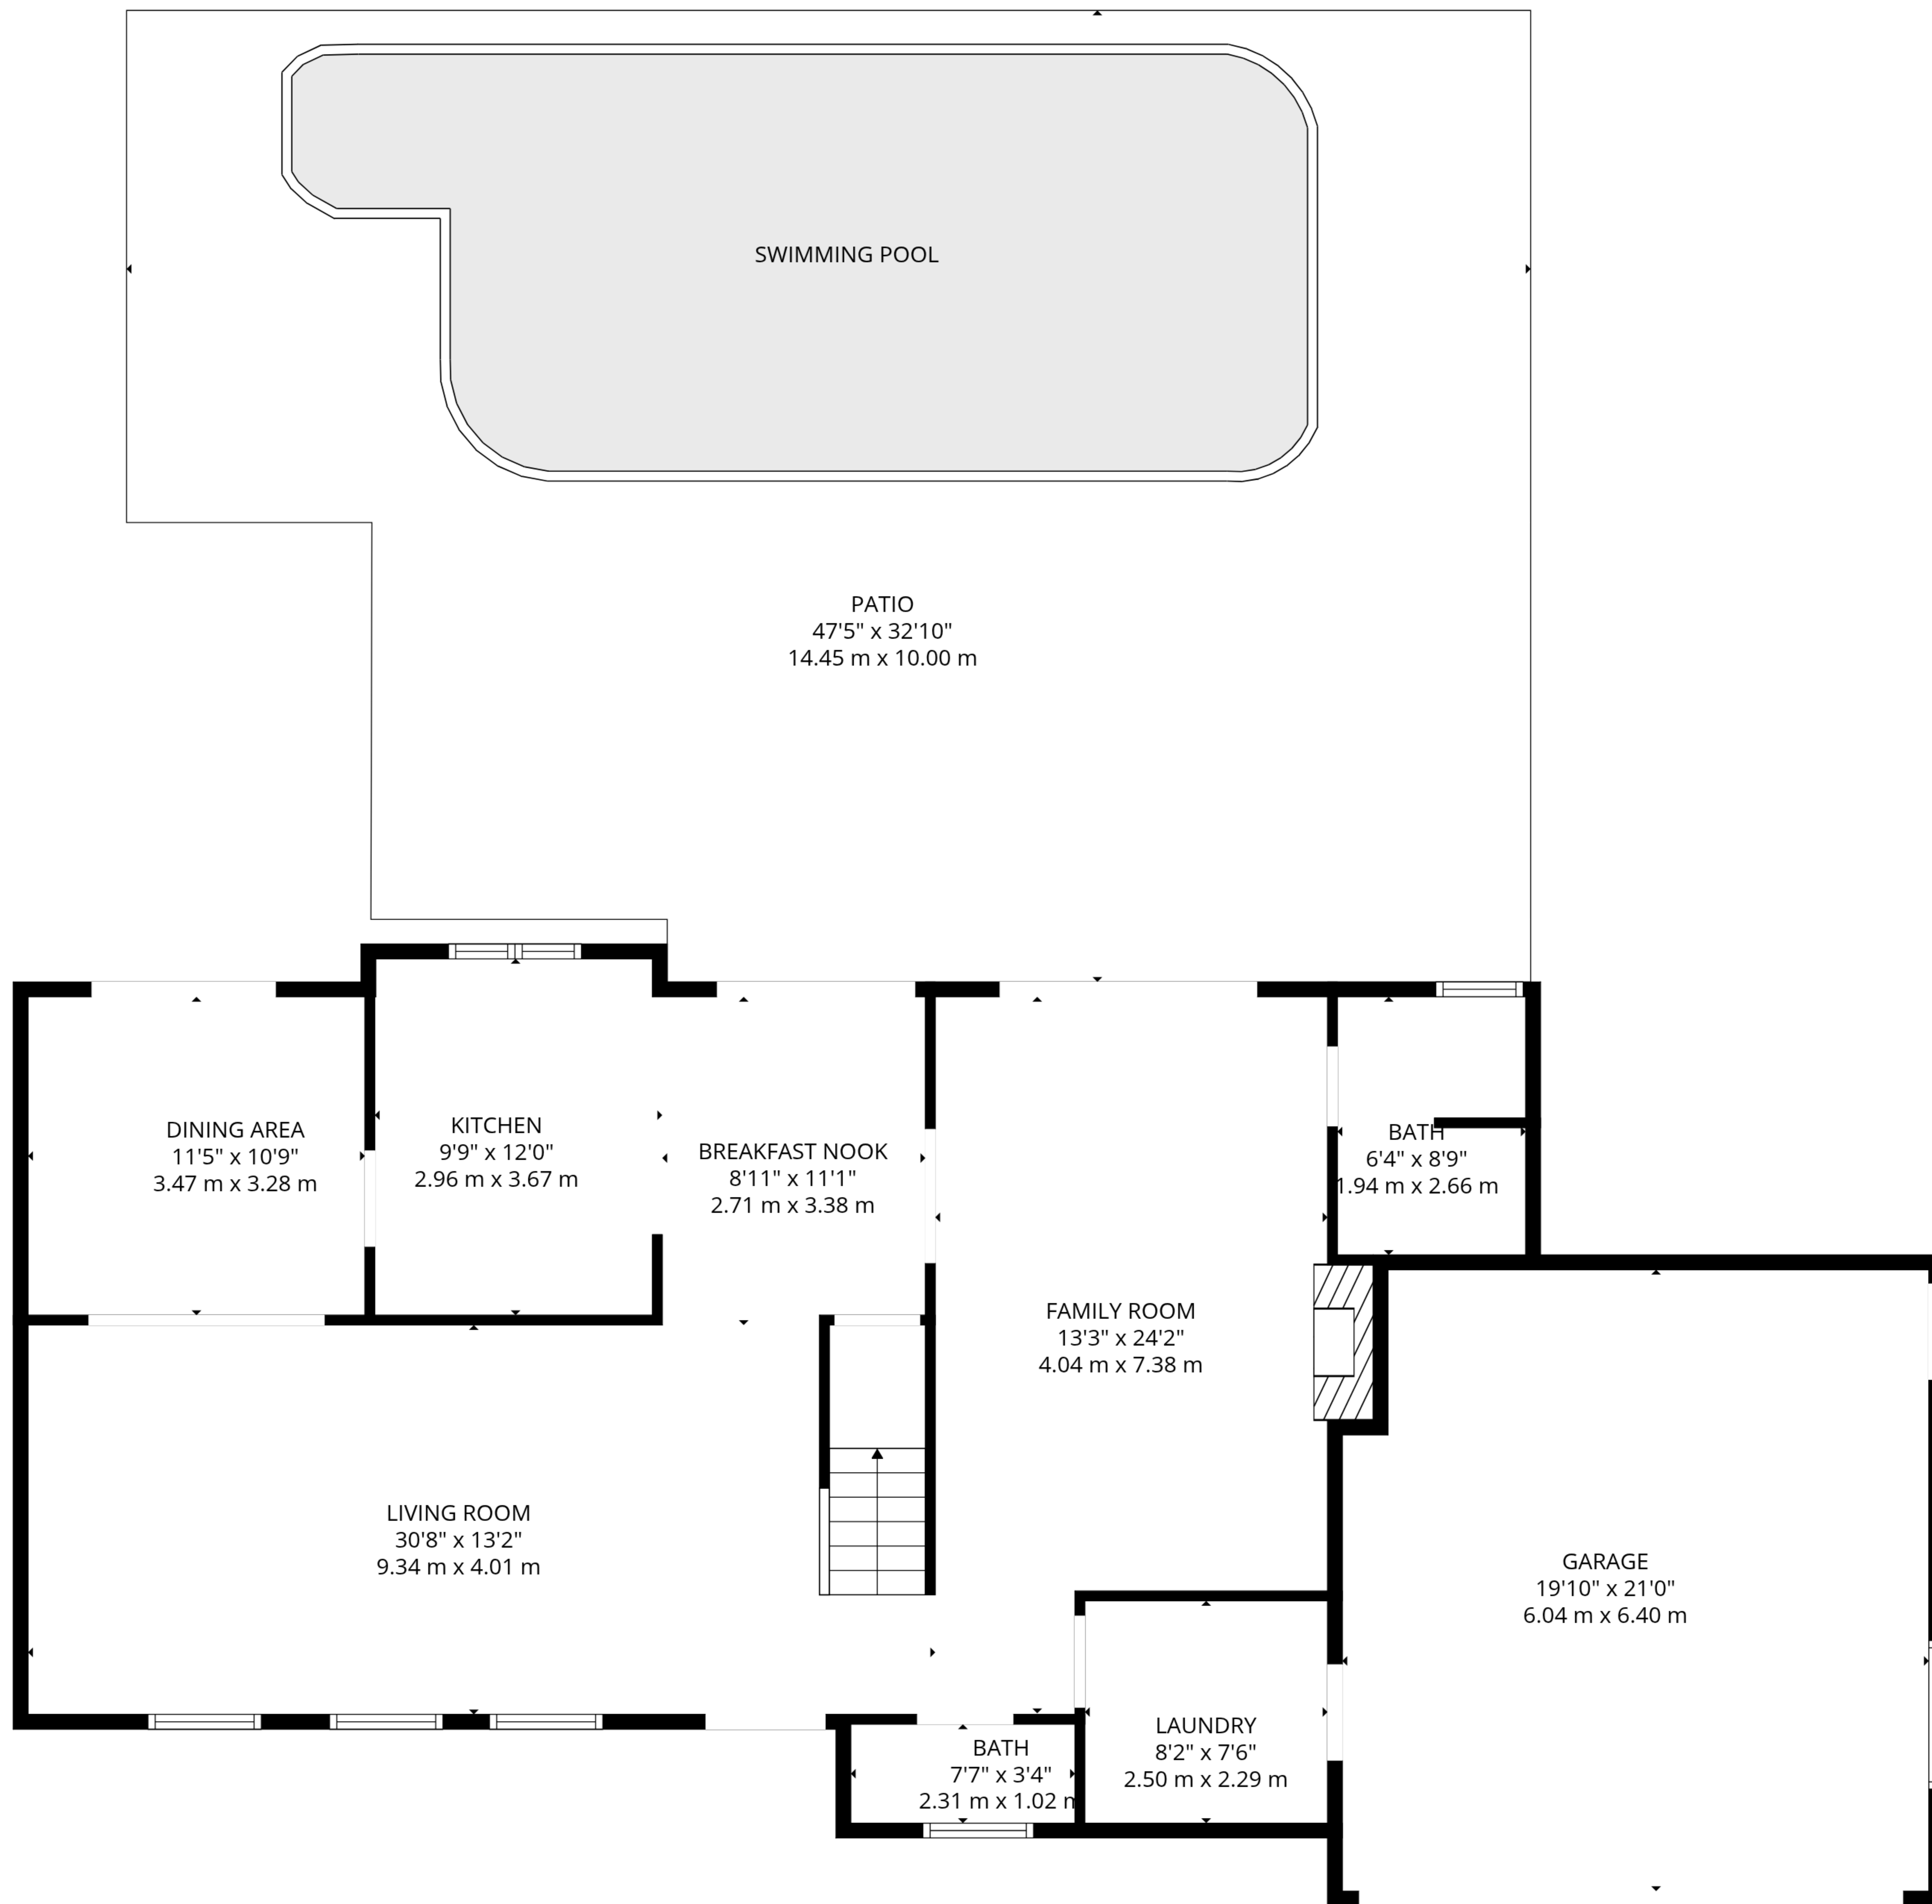 SWIMMING POOL
PATIO
47'5" x 32'10"
14.45 m x 10.00 m
DINING AREA
11'5" x 10'9"
3.47 m x 3.28 m
KITCHEN
9'9" x 12'0"
2.96 m x 3.67 m
BREAKFAST NOOK
8'11" x 11'1"
2.71 m x 3.38 m
BATH
6'4" x 8'9"
1.94 m x 2.66 m
FAMILY ROOM
13'3" x 24'2"
4.04 m x 7.38 m
LIVING ROOM
30'8" x 13'2"
9.34 m x 4.01 m
GARAGE
19'10" x 21'0"
6.04 m x 6.40 m
BATH
7'7" x 3'4"
2.31 m x 1.02 m
LAUNDRY
8'2" x 7'6"
2.50 m x 2.29 m